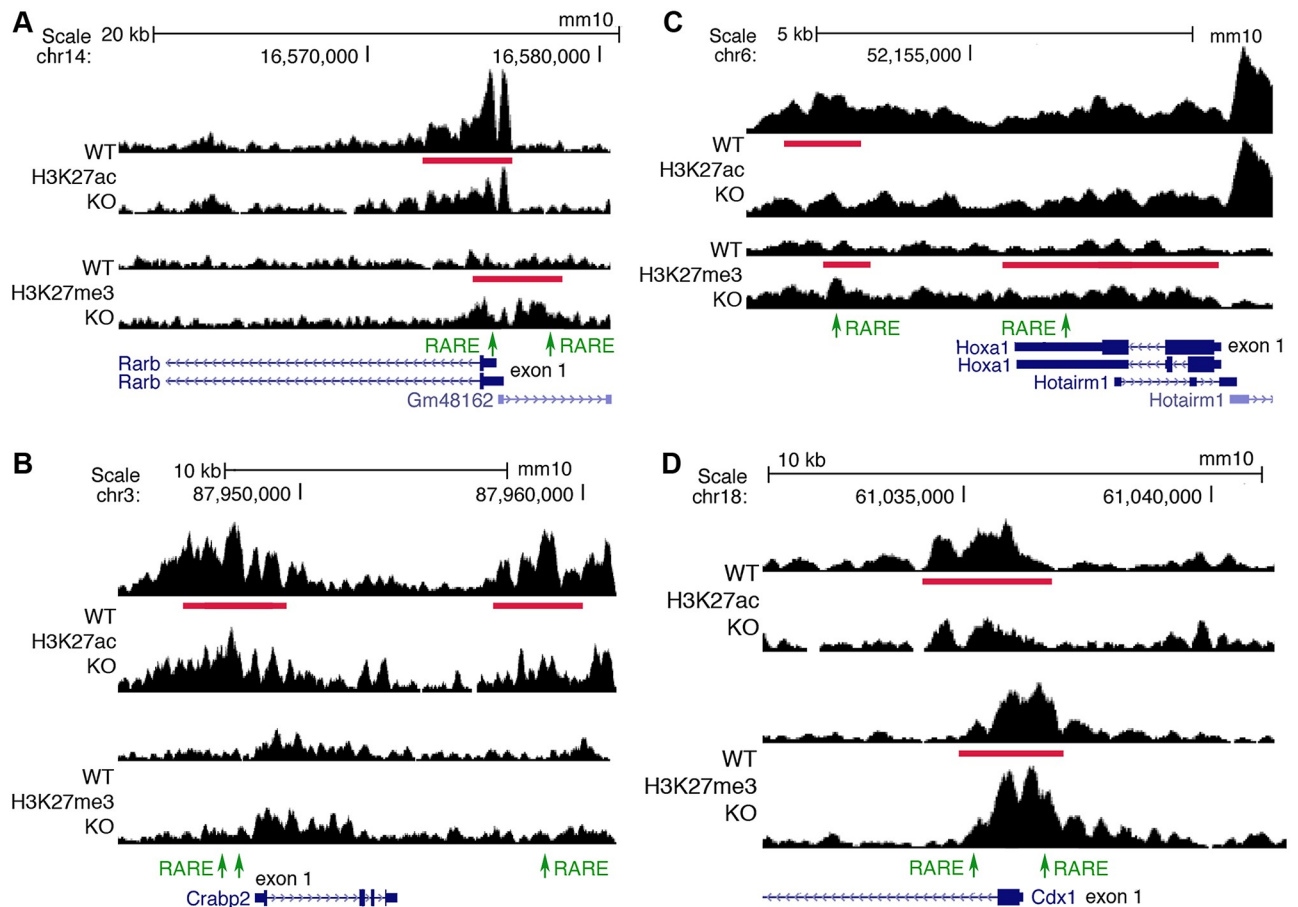 A
Scale 20 kb mm10
chr14: 16,570,000 16,580,000
WT
H3K27ac
KO
WT
H3K27me3
KO
RARE RARE
Rarb
exon 1
Rarb
Gm48162
B
Scale 10 kb mm10
chr3: 87,950,000 87,960,000
WT
H3K27ac
KO
WT
H3K27me3
KO
RARE RARE
exon 1
Crabp2
C
Scale 5 kb mm10
chr6: 52,155,000
WT
H3K27ac
KO
WT
H3K27me3
KO
RARE RARE
Hoxa1 exon 1
Hoxa1
Hotairm1
Hotairm1
D
Scale 10 kb mm10
chr18: 61,035,000 61,040,000
WT
H3K27ac
KO
WT
H3K27me3
KO
RARE RARE
Cdx1 exon 1